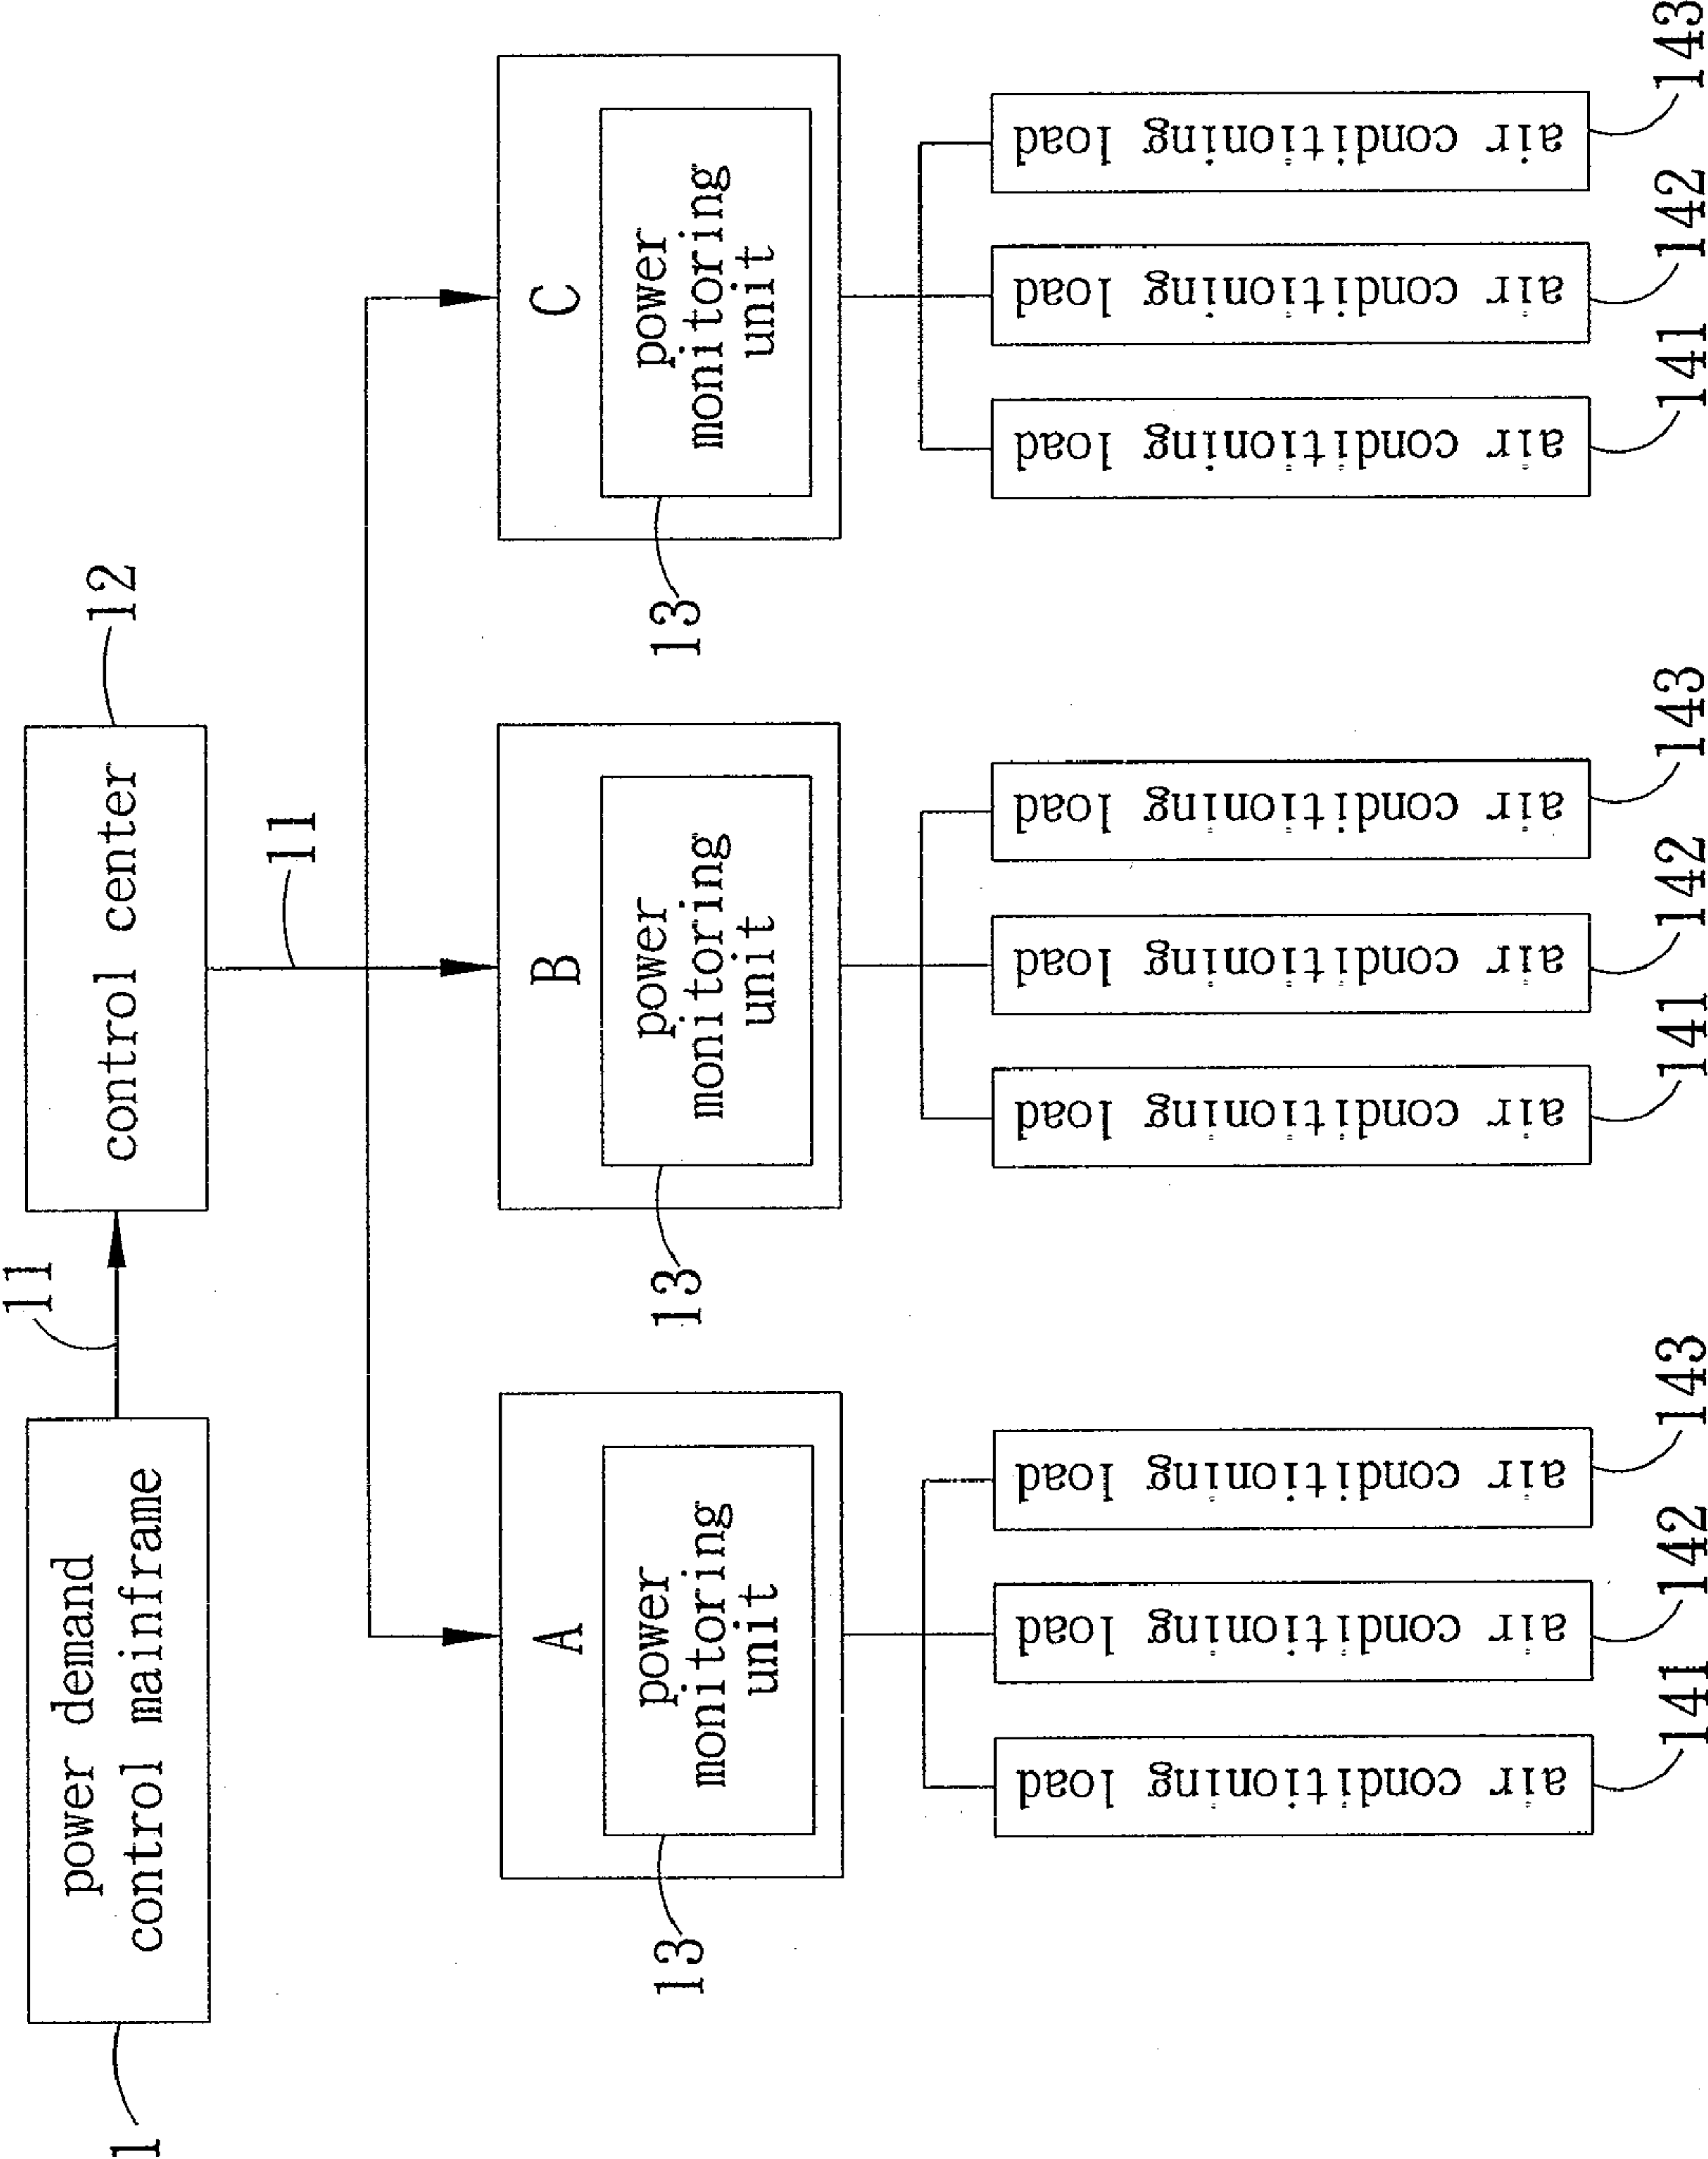 1
power demand
control mainframe
11
control center
12
11
A
power
monitoring
unit
13
B
power
monitoring
unit
13
C
power
monitoring
unit
13
air conditioning load
air conditioning load
air conditioning load
air conditioning load
air conditioning load
air conditioning load
air conditioning load
air conditioning load
air conditioning load
141
142
143
141
142
143
141
142
143